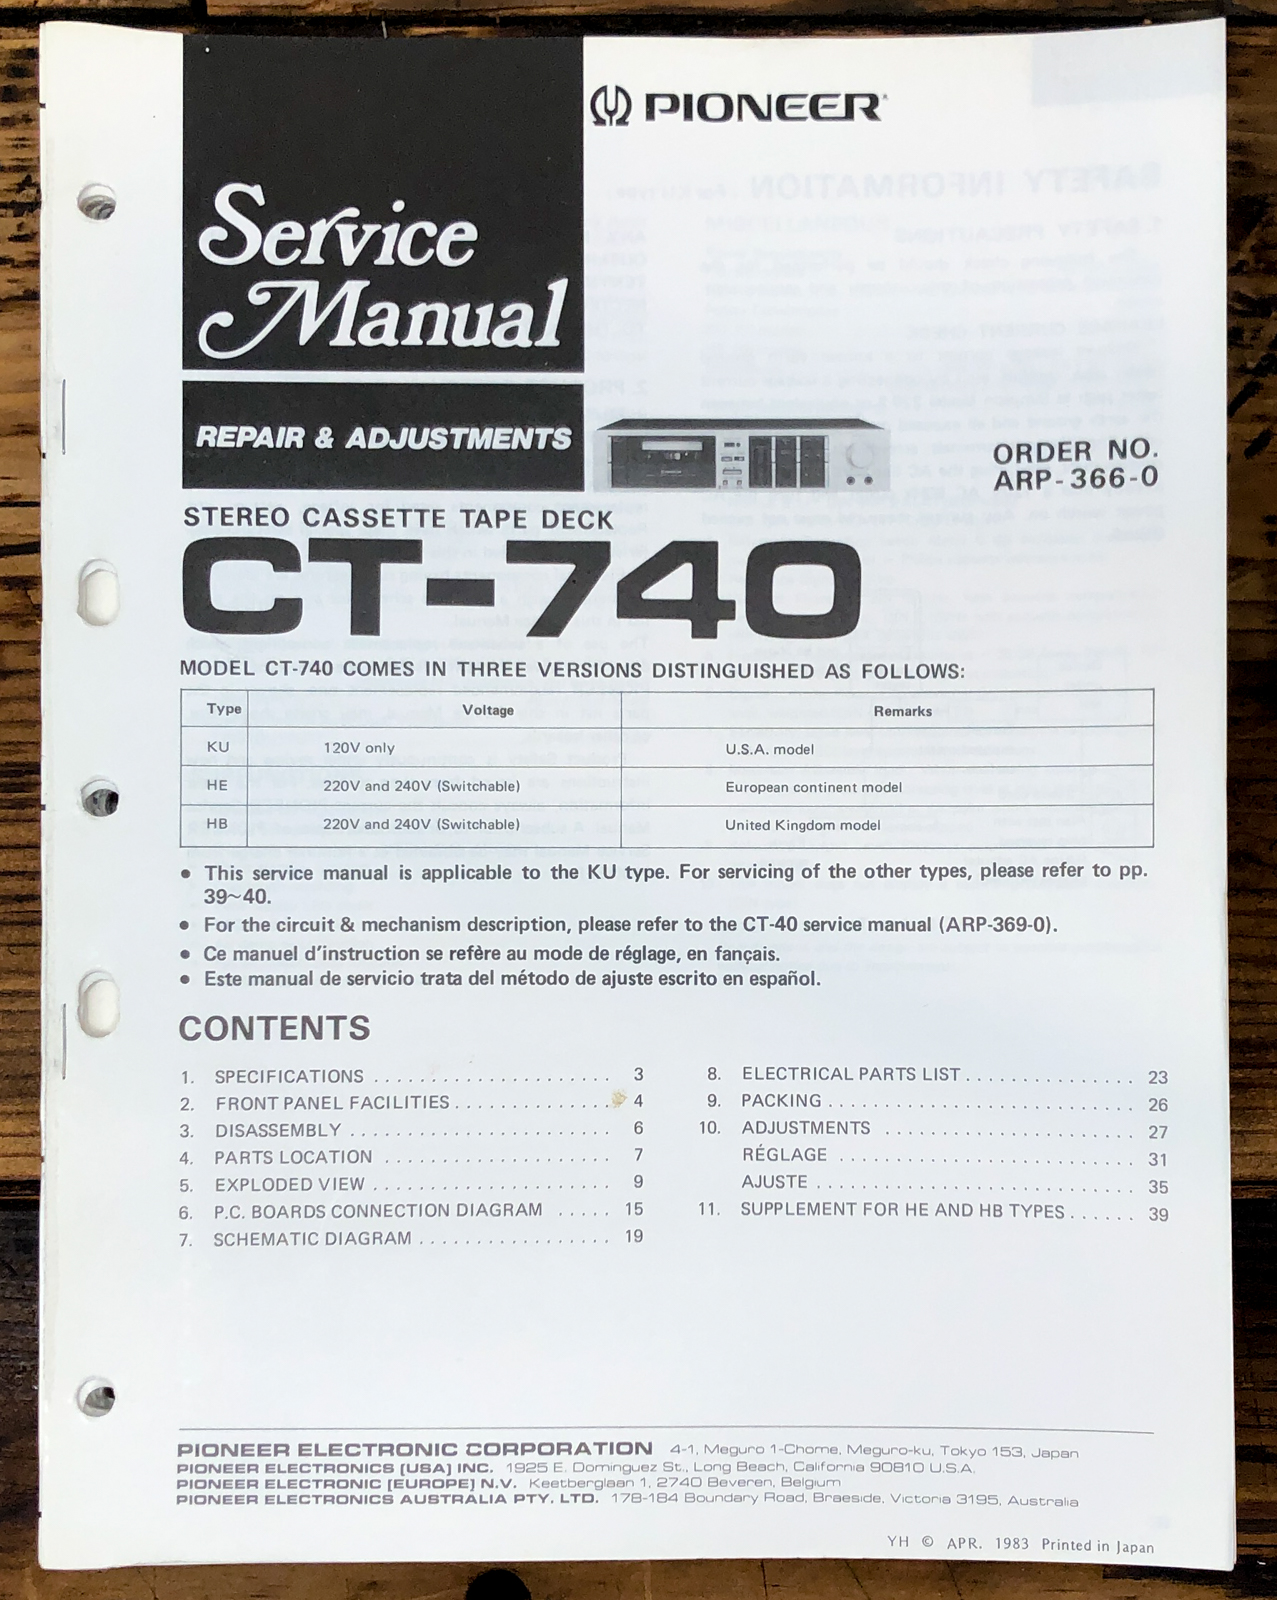 Service
Manual
PIONEER
REPAIR & ADJUSTMENTS
ORDER NO.
ARP-366-0
STEREO CASSETTE TAPE DECK
CT-740
MODEL CT-740 COMES IN THREE VERSIONS DISTINGUISHED AS FOLLOWS:
Type Voltage Remarks
KU 120V only U.S.A. model
HE 220V and 240V (Switchable) European continent model
HB 220V and 240V (Switchable) United Kingdom model
• This service manual is applicable to the KU type. For servicing of the other types, please refer to pp.
39~40.
• For the circuit & mechanism description, please refer to the CT-40 service manual (ARP-369-0).
• Ce manuel d'instruction se refère au mode de réglage, en fançais.
• Este manual de servicio trata del método de ajuste escrito en español.
CONTENTS
1. SPECIFICATIONS ..................... 3
2. FRONT PANEL FACILITIES ............... 4
3. DISASSEMBLY ....................... 6
4. PARTS LOCATION .................... 7
5. EXPLODED VIEW ..................... 9
6. P.C. BOARDS CONNECTION DIAGRAM ..... 15
7. SCHEMATIC DIAGRAM ................. 19
8. ELECTRICAL PARTS LIST ............... 23
9. PACKING ........................... 26
10. ADJUSTMENTS ...................... 27
RÉGLAGE .......................... 31
AJUSTE ............................ 35
11. SUPPLEMENT FOR HE AND HB TYPES ...... 39
PIONEER ELECTRONIC CORPORATION 4-1, Meguro 1-Chome, Meguro-ku, Tokyo 153, Japan
PIONEER ELECTRONICS [USA] INC. 1925 E. Dominguez St., Long Beach, California 90810 U.S.A.
PIONEER ELECTRONIC [EUROPE] N.V. Keetberglaan 1, 2740 Beveren, Belgium
PIONEER ELECTRONICS AUSTRALIA PTY. LTD. 178-184 Boundary Road, Braeside, Victoria 3195, Australia
YH © APR. 1983 Printed in Japan